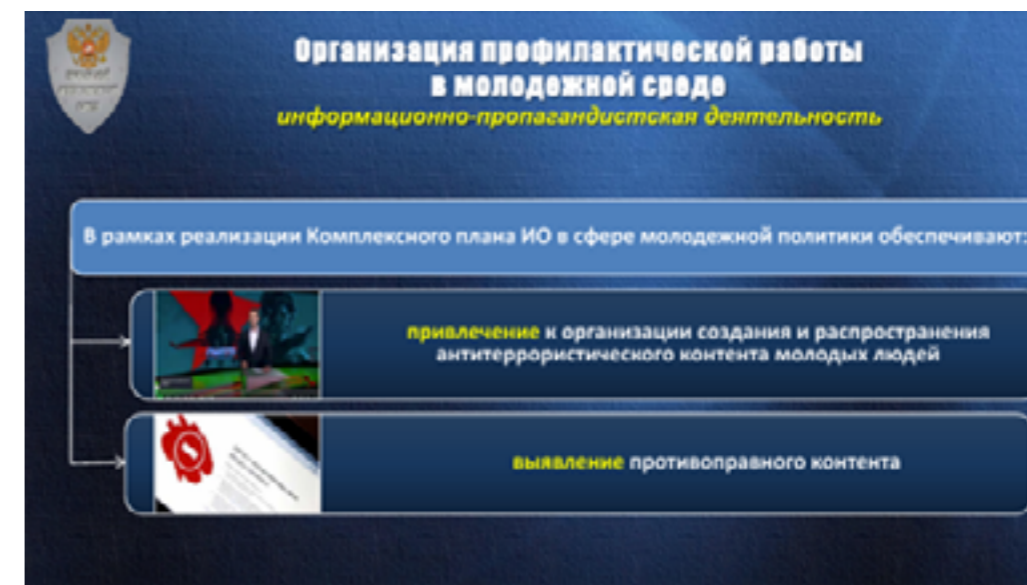 Организация профилактической работы
в молодежной среде
информационно-пропагандистская деятельность
В рамках реализации Комплексного плана ИО в сфере молодежной политики обеспечивают:
привлечение к организации создания и распространения
антитеррористического контента молодых людей
выявление противоправного контента